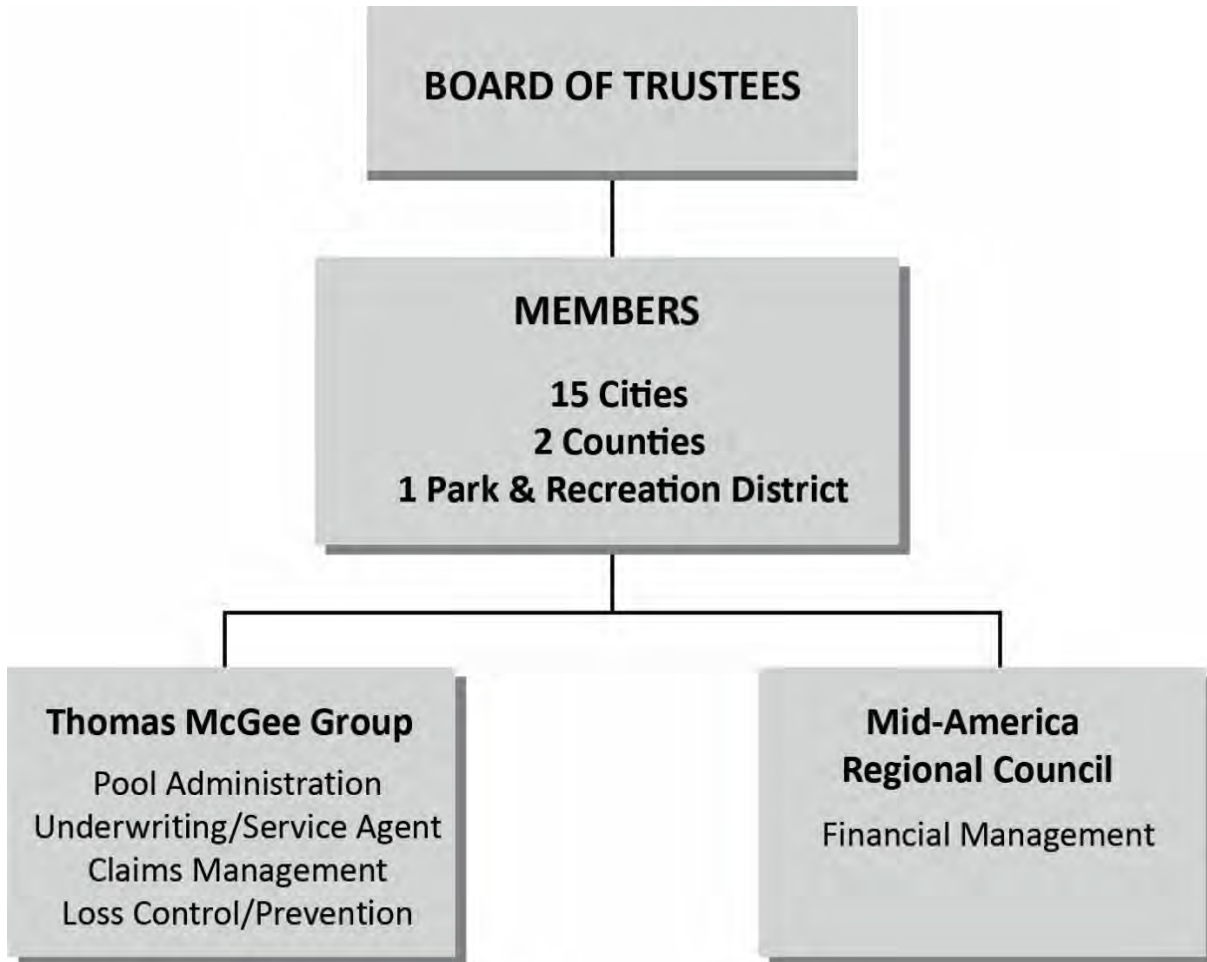 BOARD OF TRUSTEES
MEMBERS
15 Cities
2 Counties
1 Park & Recreation District
Thomas McGee Group
Pool Administration
Underwriting/Service Agent
Claims Management
Loss Control/Prevention
Mid-America
Regional Council
Financial Management